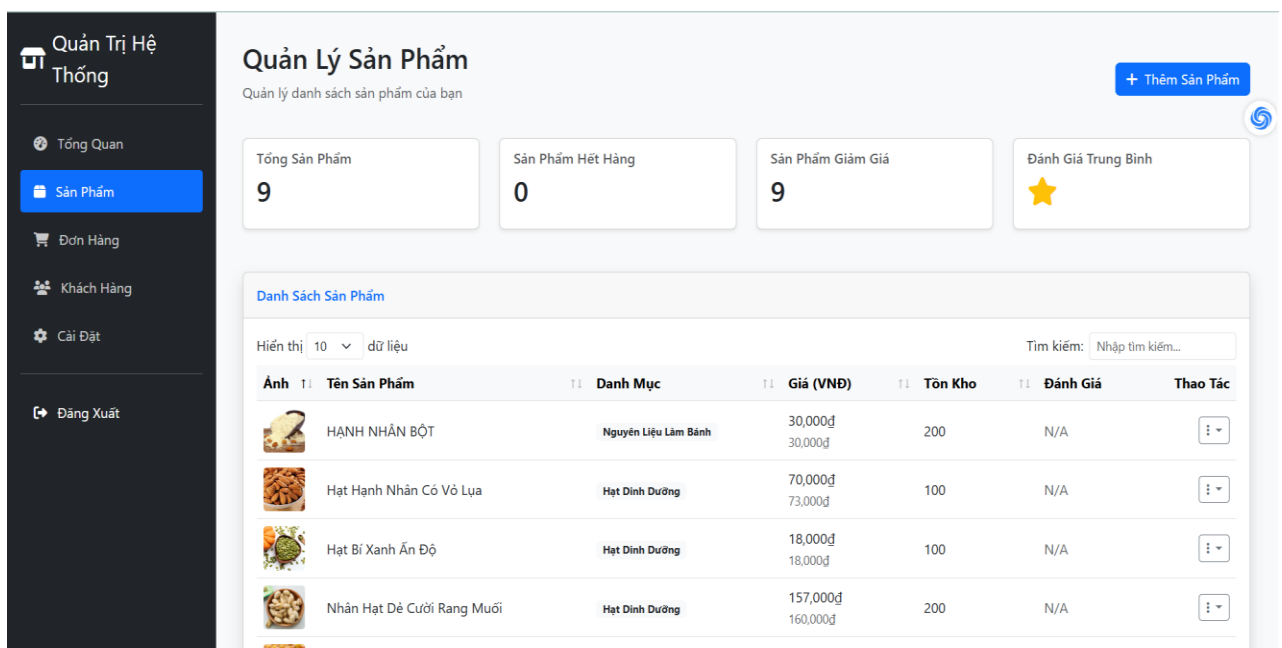 Quản Trị Hệ
Thống
Tổng Quan
Sản Phẩm
Đơn Hàng
Khách Hàng
Cài Đặt
Đăng Xuất
Quản Lý Sản Phẩm
Quản lý danh sách sản phẩm của bạn
+ Thêm Sản Phẩm
Tổng Sản Phẩm
9
Sản Phẩm Hết Hàng
0
Sản Phẩm Giảm Giá
9
Đánh Giá Trung Bình
Danh Sách Sản Phẩm
Hiển thị 10 dữ liệu
Tìm kiếm: Nhập tìm kiếm...
Ảnh Tên Sản Phẩm Danh Mục Giá (VNĐ) Tồn Kho Đánh Giá Thao Tác
HẠNH NHÂN BỘT Nguyên Liệu Làm Bánh 30,000₫ 200 N/A
30,000₫
Hạt Hạnh Nhân Có Vỏ Lụa Hạt Dinh Dưỡng 70,000₫ 100 N/A
73,000₫
Hạt Bí Xanh Ấn Độ Hạt Dinh Dưỡng 18,000₫ 100 N/A
18,000₫
Nhân Hạt Dẻ Cười Rang Muối Hạt Dinh Dưỡng 157,000₫ 200 N/A
160,000₫